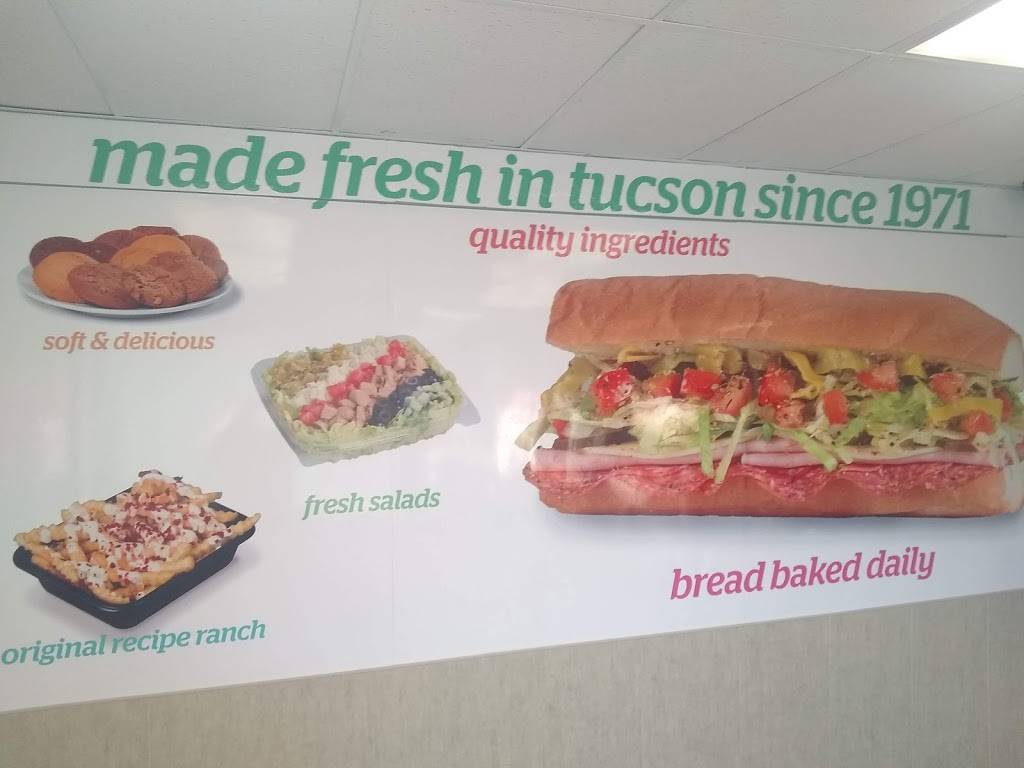 made fresh in tucson since 1971
quality ingredients
soft & delicious
fresh salads
bread baked daily
original recipe ranch